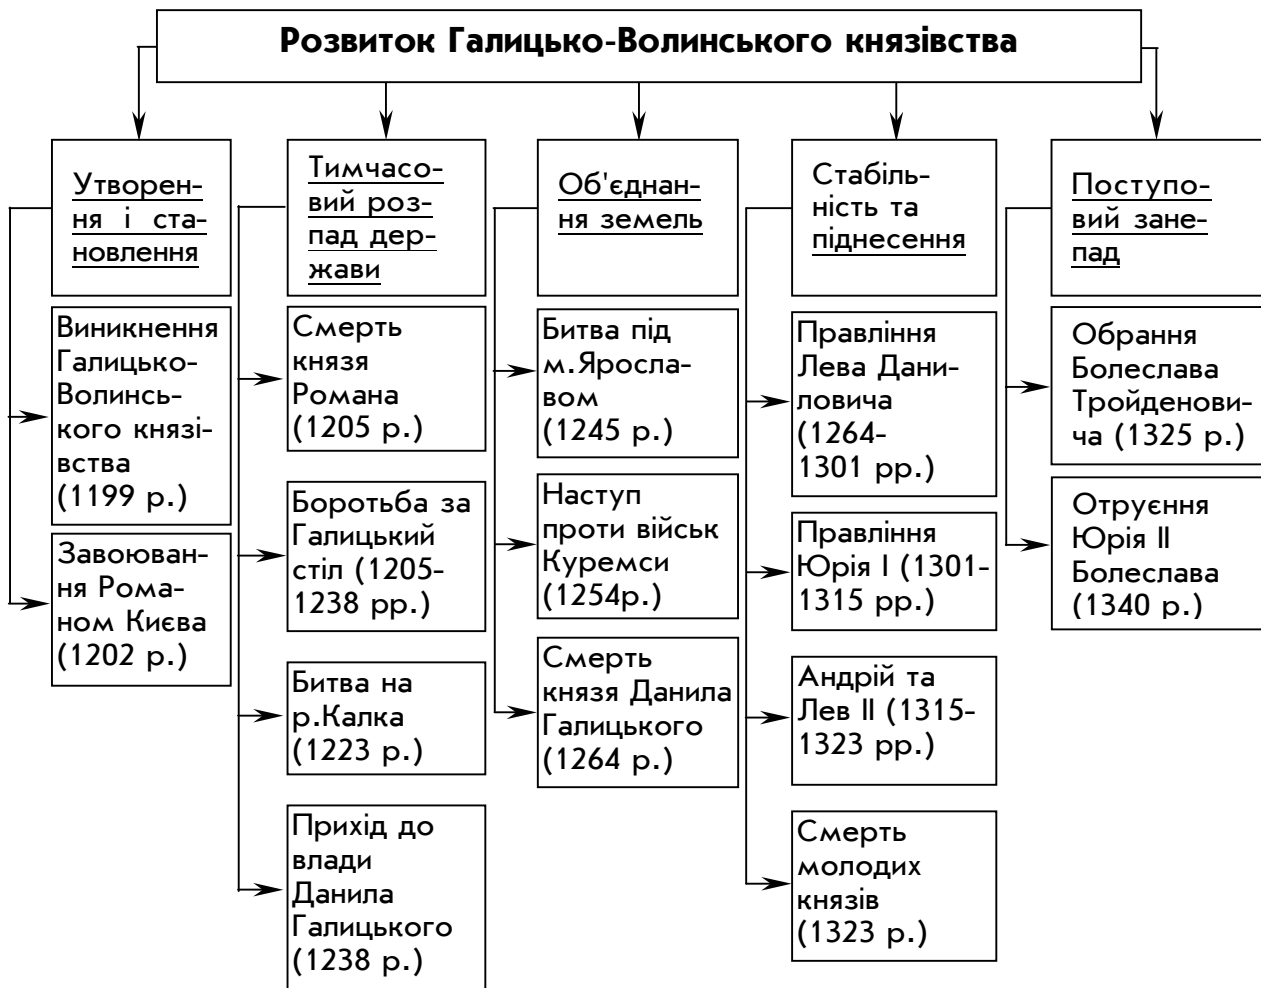 Розвиток Галицько-Волинського князівства
Утворен-
ня і ста-
новлення
Виникнення
Галицько-
Волинсь-
кого князі-
вства
(1199 р.)
Завоюван-
ня Рома-
ном Києва
(1202 р.)
Тимчасо-
вий роз-
пад дер-
жави
Смерть
князя
Романа
(1205 р.)
Боротьба за
Галицький
стіл (1205-
1238 рр.)
Битва на
р.Калка
(1223 р.)
Прихід до
влади
Данила
Галицького
(1238 р.)
Об'єднан-
ня земель
Битва під
м.Яросла-
вом
(1245 р.)
Наступ
проти військ
Куремси
(1254р.)
Смерть
князя Данила
Галицького
(1264 р.)
Стабіль-
ність та
піднесення
Правління
Лева Дани-
ловича
(1264-
1301 рр.)
Правління
Юрія І (1301-
1315 рр.)
Андрій та
Лев ІІ (1315-
1323 рр.)
Смерть
молодих
князів
(1323 р.)
Поступо-
вий зане-
пад
Обрання
Болеслава
Тройденови-
ча (1325 р.)
Отруєння
Юрія ІІ
Болеслава
(1340 р.)